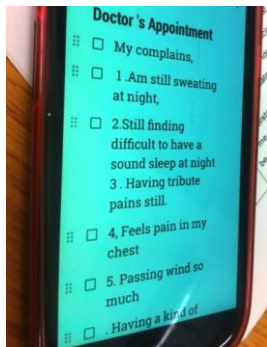 Doctor 's Appointment
My complains,
1 .Am still sweating
at night,
2.Still finding
difficult to have a
sound sleep at night
3 . Having tribute
pains still.
4, Feels pain in my
chest
5. Passing wind so
much
. Having a kind of